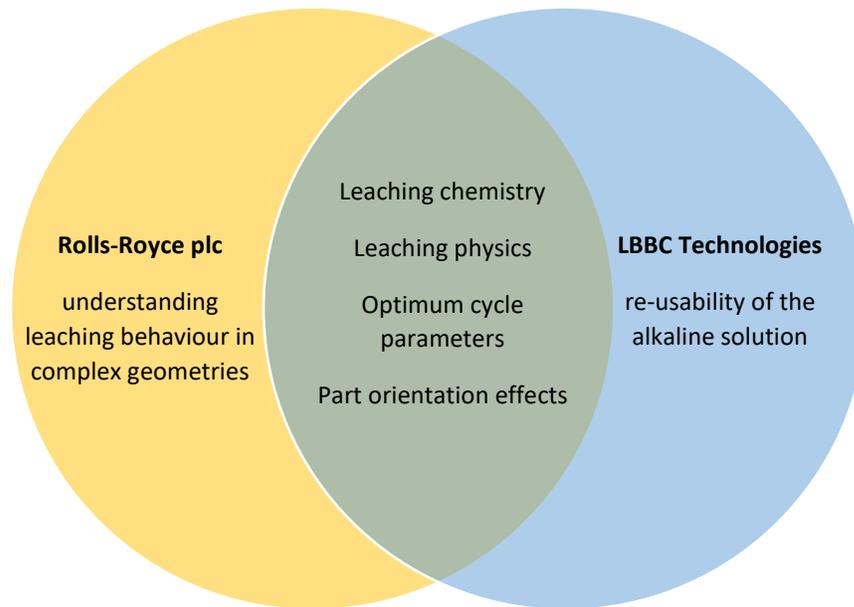 Rolls-Royce plc
understanding
leaching behaviour in
complex geometries
Leaching chemistry
Leaching physics
Optimum cycle
parameters
Part orientation effects
LBBC Technologies
re-usability of the
alkaline solution